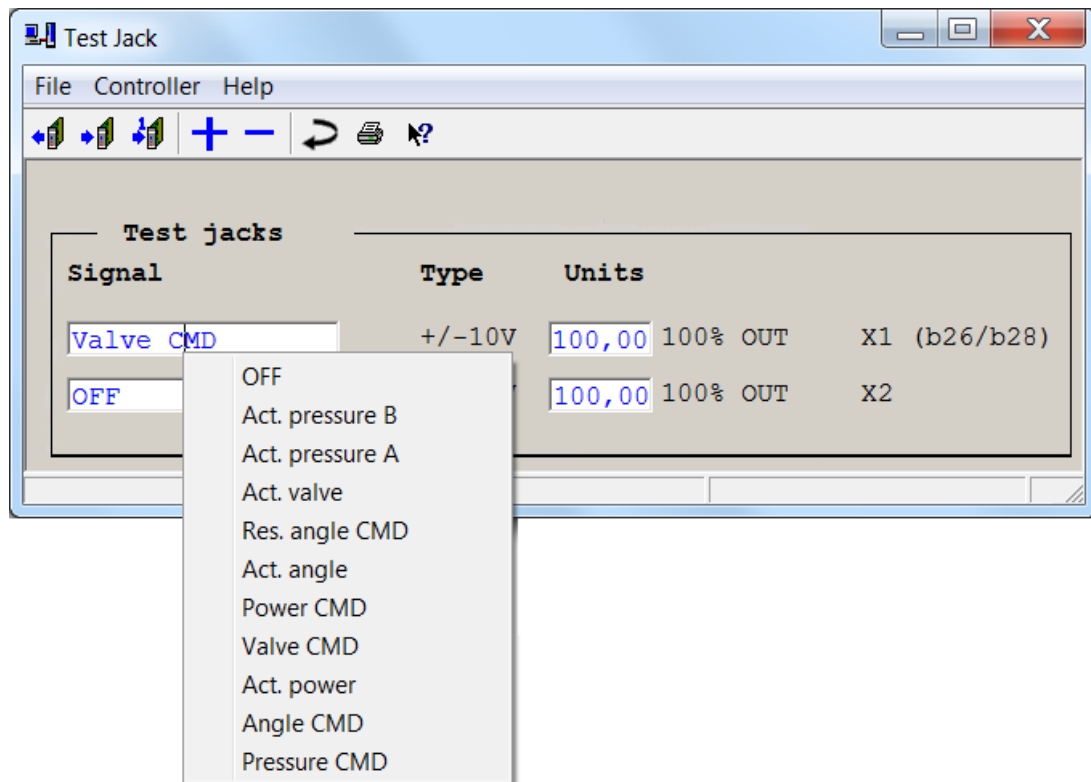 Test Jack
File Controller Help
Test jacks
Signal Type Units
Valve CMD +/-10V 100,00 100% OUT X1 (b26/b28)
OFF 100,00 100% OUT X2
OFF
Act. pressure B
Act. pressure A
Act. valve
Res. angle CMD
Act. angle
Power CMD
Valve CMD
Act. power
Angle CMD
Pressure CMD